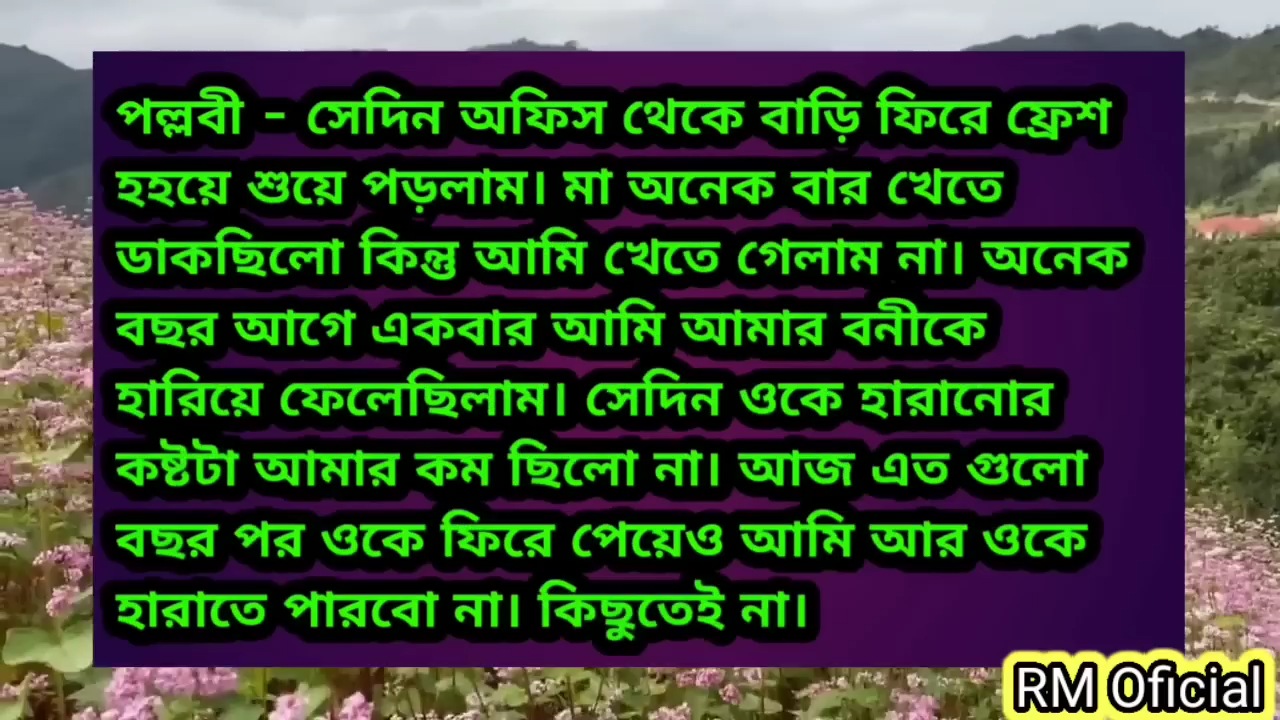 পল্লবী - সেদিন অফিস থেকে বাড়ি ফিরে ফ্রেশ
হহয়ে শুয়ে পড়লাম। মা অনেক বার খেতে
ডাকছিলো কিন্তু আমি খেতে গেলাম না। অনেক
বছর আগে একবার আমি আমার বনীকে
হারিয়ে ফেলেছিলাম। সেদিন ওকে হারানোর
কষ্টটা আমার কম ছিলো না। আজ এত গুলো
বছর পর ওকে ফিরে পেয়েও আমি আর ওকে
হারাতে পারবো না। কিছুতেই না।
RM Oficial